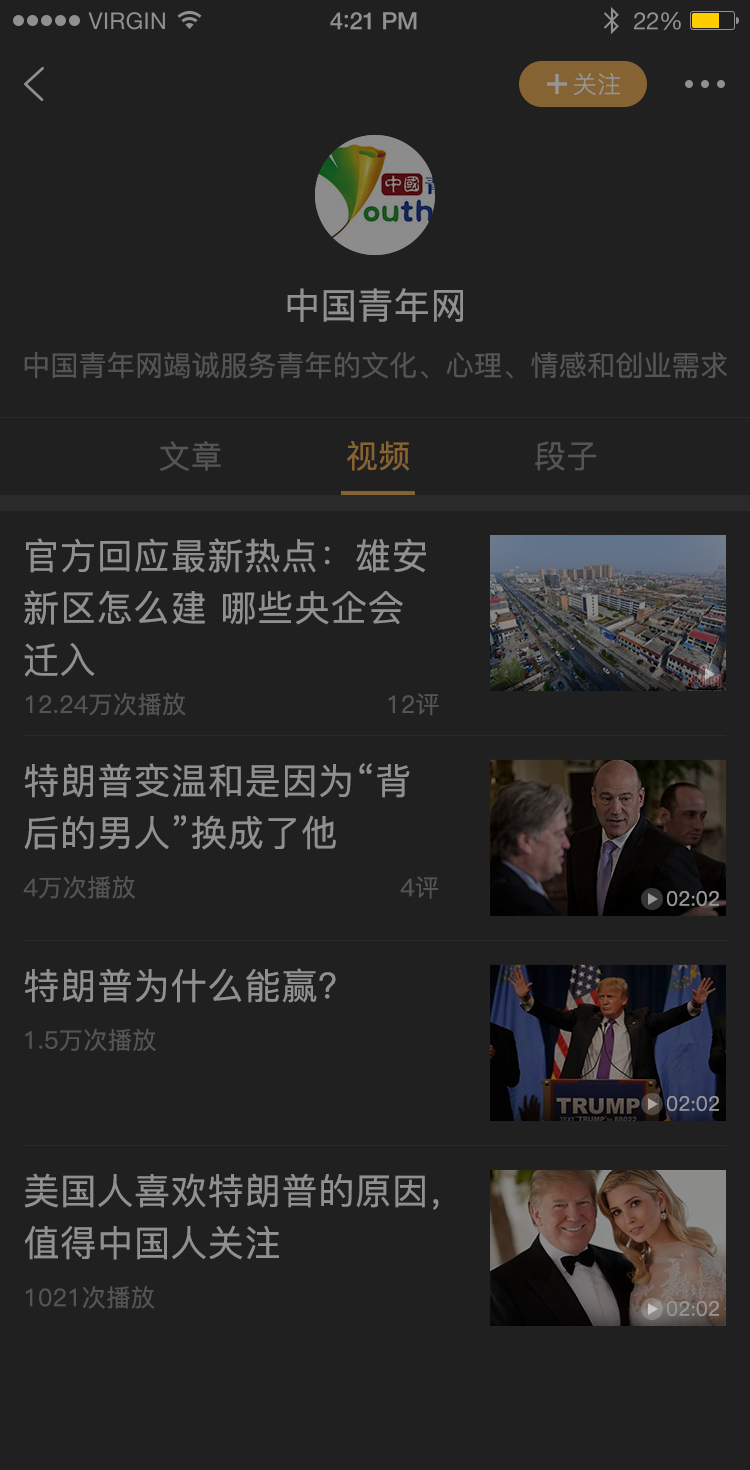 VIRGIN 4:21 PM 22%
关注
中國青
outh
中国青年网
中国青年网竭诚服务青年的文化、心理、情感和创业需求
文章 视频 段子
官方回应最新热点：雄安
新区怎么建 哪些央企会
迁入
12.24万次播放 12评
特朗普变温和是因为“背
后的男人”换成了他
4万次播放 4评
02:02
特朗普为什么能赢?
1.5万次播放
TRUMP
02:02
美国人喜欢特朗普的原因,
值得中国人关注
1021次播放
02:02